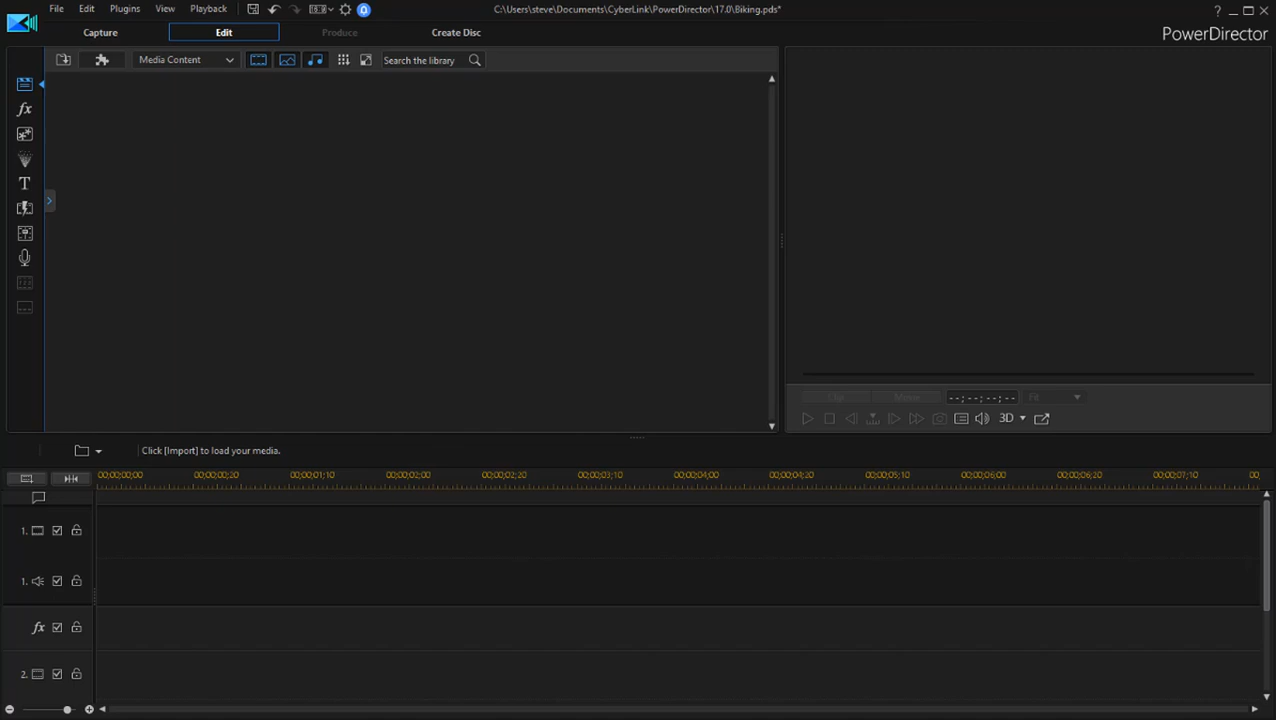 File Edit Plugins View Playback
C:\Users\steve\Documents\CyberLink\PowerDirector\17.0\Biking.pds*
?
Capture Edit Produce Create Disc
PowerDirector
Media Content
Search the library
fx
T
Clip Movie --;--;--;-- Fit
3D
Click [Import] to load your media.
00;00;00;00 00;00;00;20 00;00;01;10 00;00;02;00 00;00;02;20 00;00;03;10 00;00;04;00 00;00;04;20 00;00;05;10 00;00;06;00 00;00;06;20 00;00;07;10 00;
1.
1.
fx
2.